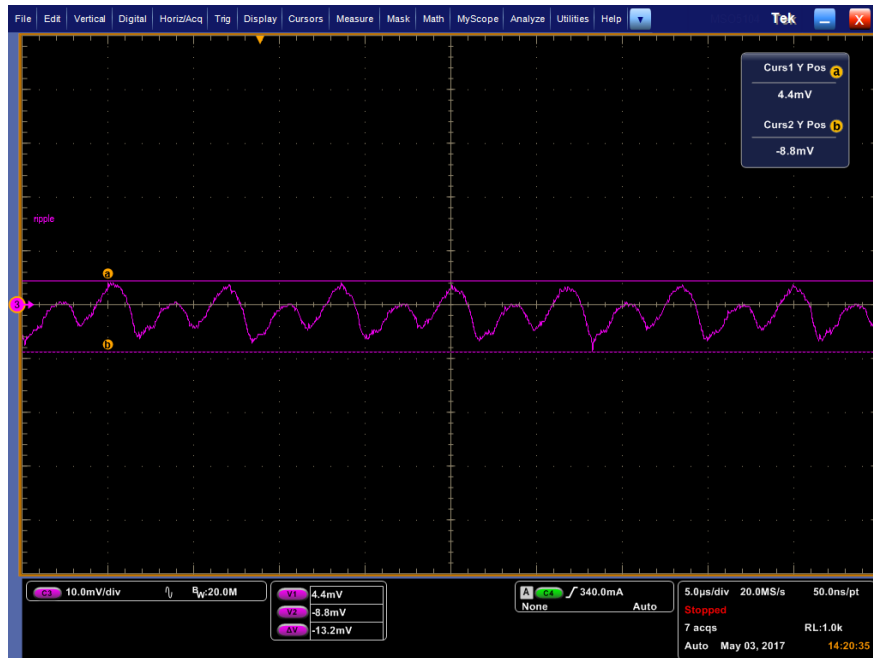 File Edit Vertical Digital Horiz/Acq Trig Display Cursors Measure Mask Math MyScope Analyze Utilities Help Tek X
Curs1 Y Pos a
4.4mV
Curs2 Y Pos b
-8.8mV
ripple
a
3
b
C3 10.0mV/div BW:20.0M
V1 4.4mV
V2 -8.8mV
ΔV -13.2mV
A C4 340.0mA
None Auto
5.0µs/div 20.0MS/s 50.0ns/pt
Stopped
7 acqs RL:1.0k
Auto May 03, 2017 14:20:35